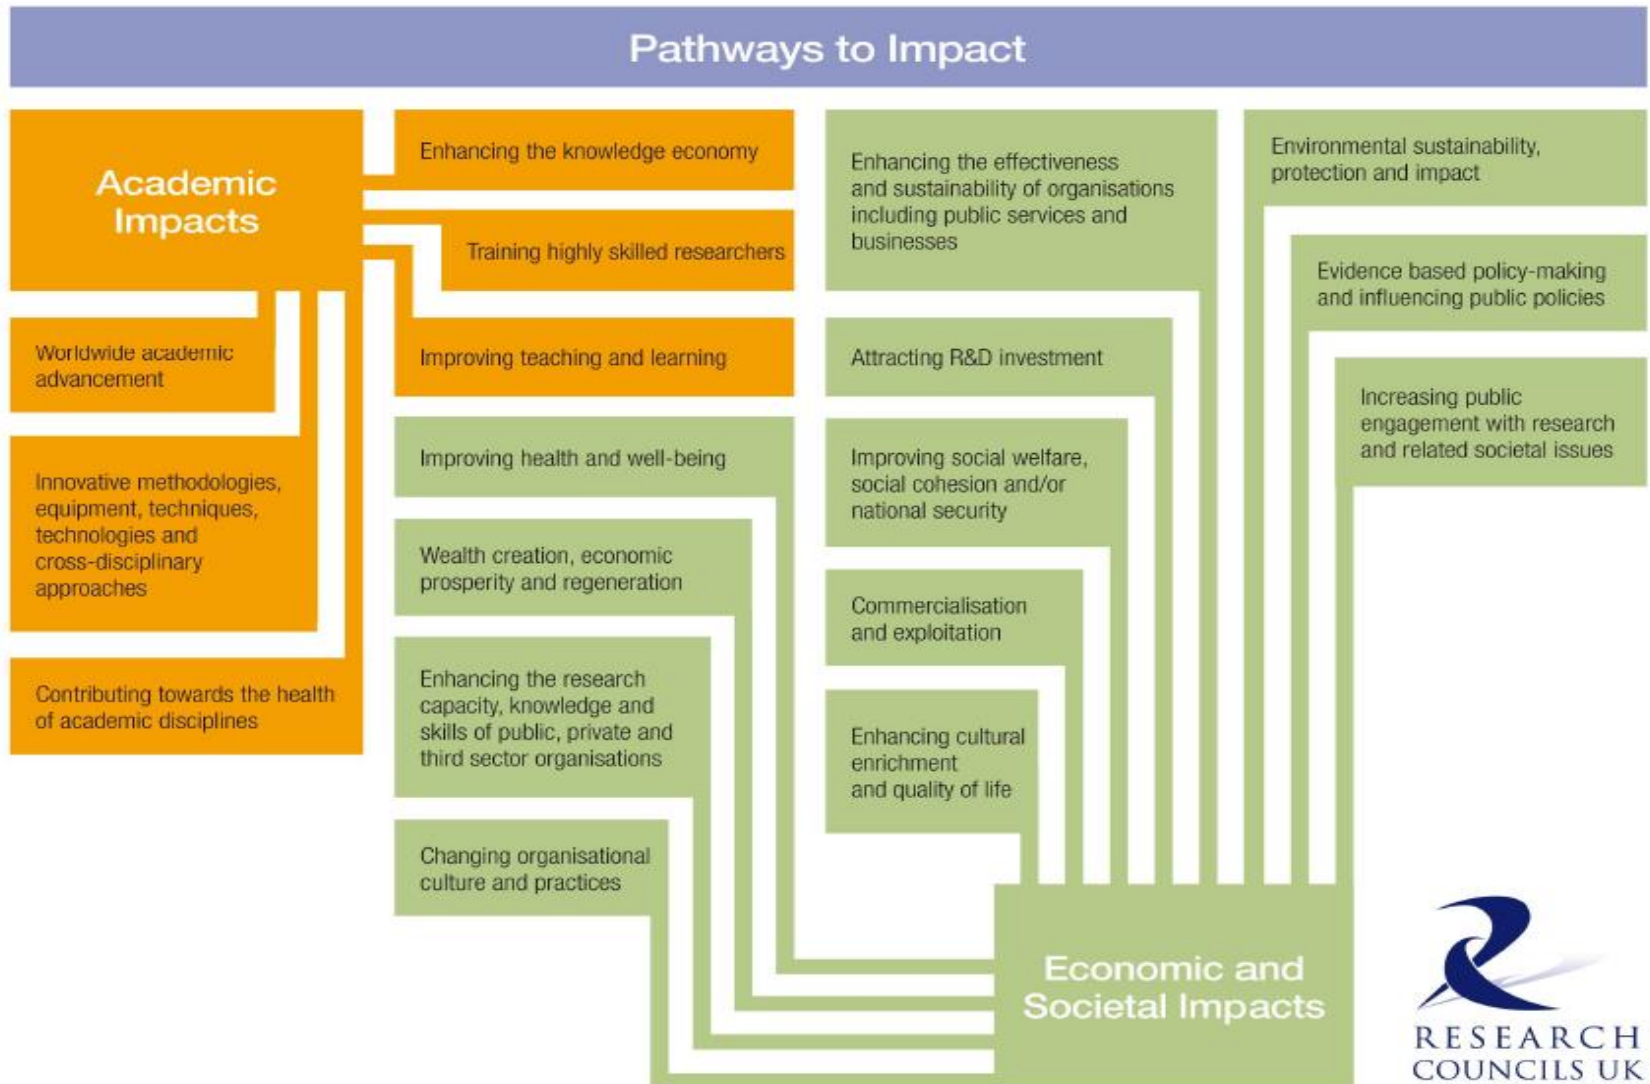 Pathways to Impact
Academic
Impacts
Enhancing the knowledge economy
Training highly skilled researchers
Improving teaching and learning
Worldwide academic
advancement
Innovative methodologies,
equipment, techniques,
technologies and
cross-disciplinary
approaches
Contributing towards the health
of academic disciplines
Improving health and well-being
Wealth creation, economic
prosperity and regeneration
Enhancing the research
capacity, knowledge and
skills of public, private and
third sector organisations
Changing organisational
culture and practices
Enhancing the effectiveness
and sustainability of organisations
including public services and
businesses
Attracting R&D investment
Improving social welfare,
social cohesion and/or
national security
Commercialisation
and exploitation
Enhancing cultural
enrichment
and quality of life
Environmental sustainability,
protection and impact
Evidence based policy-making
and influencing public policies
Increasing public
engagement with research
and related societal issues
Economic and
Societal Impacts
RESEARCH
COUNCILS UK